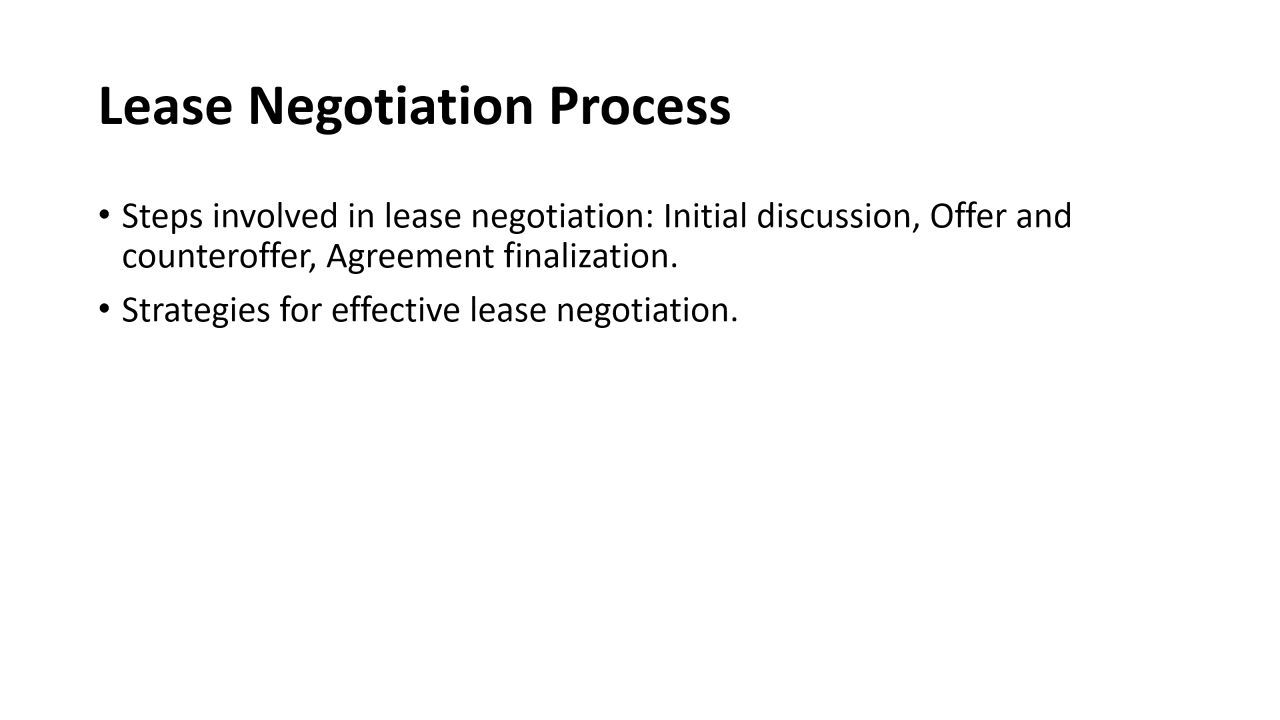 Lease Negotiation Process
• Steps involved in lease negotiation: Initial discussion, Offer and
counteroffer, Agreement finalization.
• Strategies for effective lease negotiation.